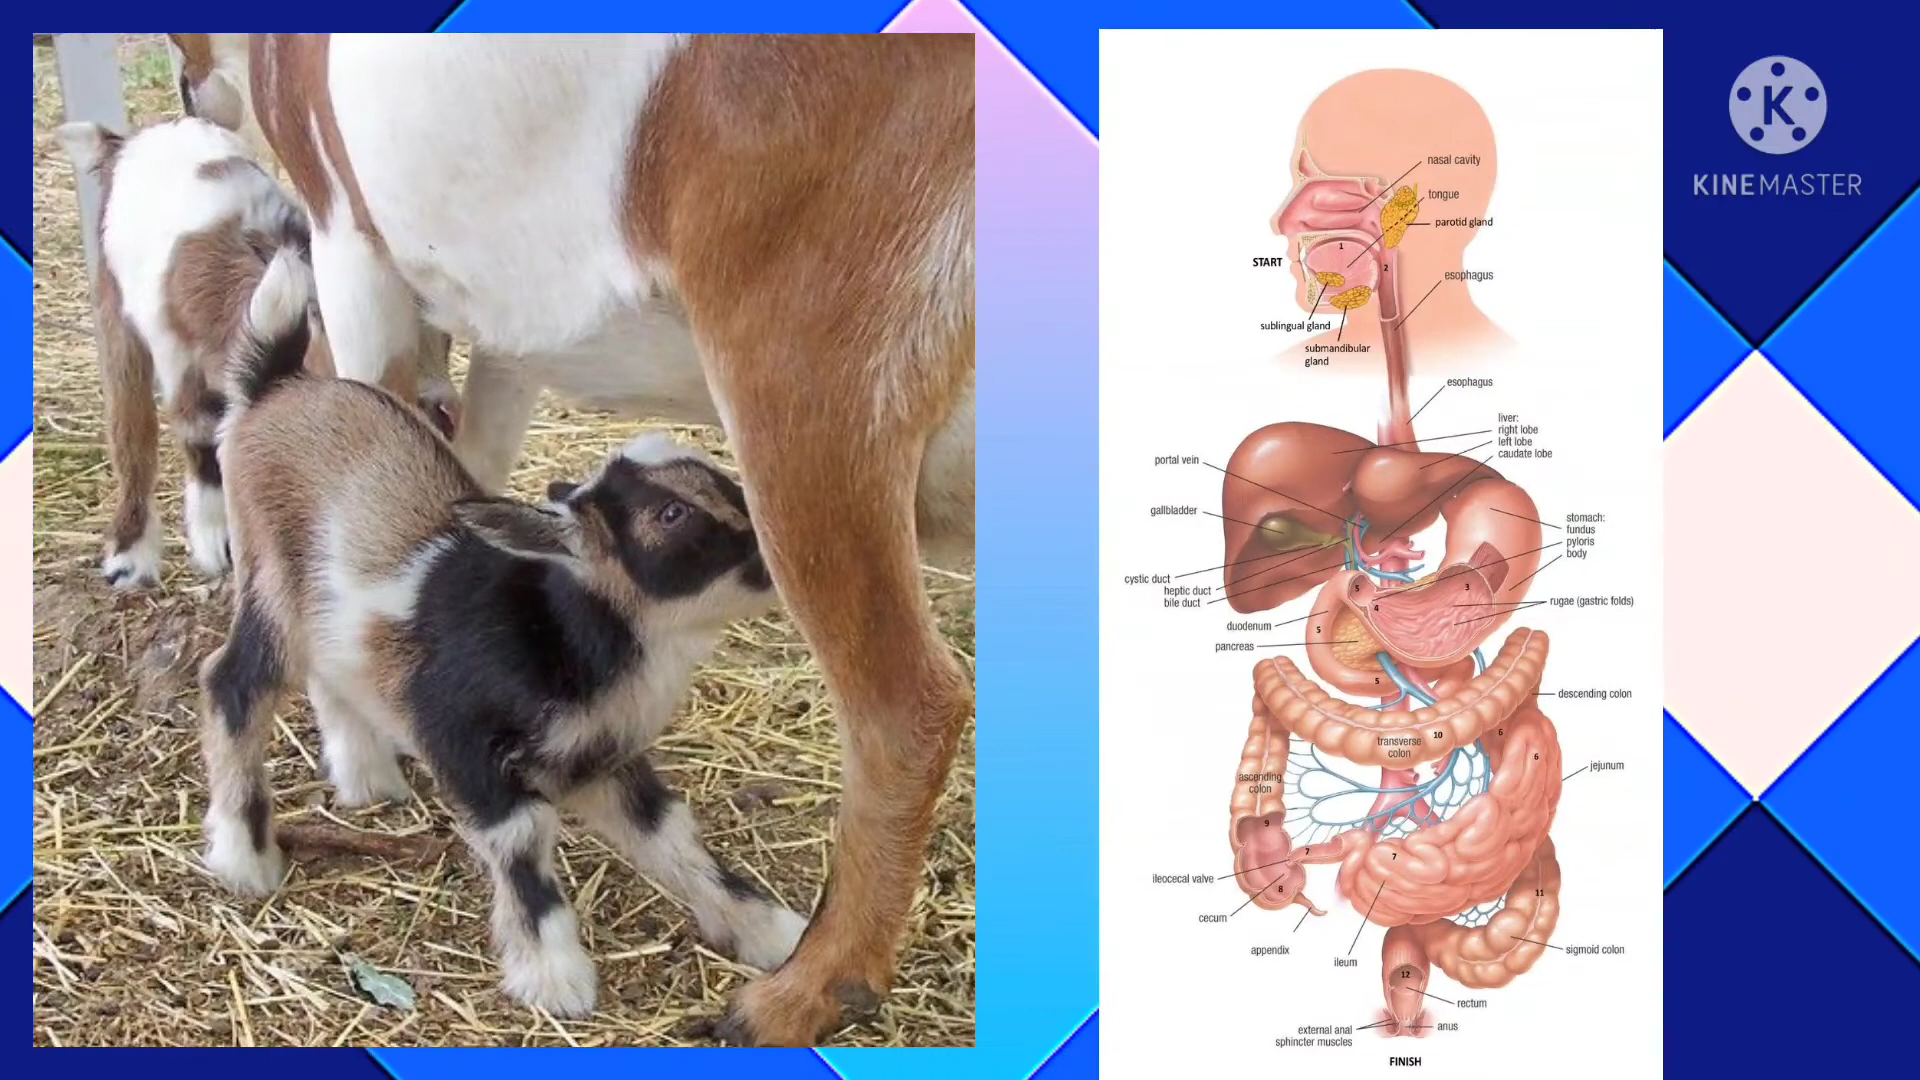 KINEMASTER
nasal cavity
tongue
parotid gland
1
START
2
esophagus
sublingual gland
submandibular
gland
esophagus
liver:
right lobe
left lobe
caudate lobe
portal vein
gallbladder
stomach:
fundus
pyloris
body
cystic duct
heptic duct
bile duct
5
3
4
rugae (gastric folds)
duodenum
5
pancreas
5
descending colon
6
10
transverse
colon
6
jejunum
ascending
colon
9
7
7
ileocecal valve
8
11
cecum
appendix
ileum
sigmoid colon
12
rectum
external anal
sphincter muscles
anus
FINISH